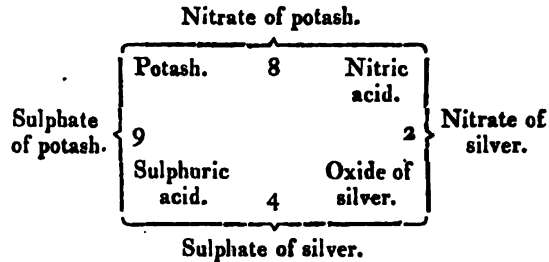 Nitrate of potash.
Potash. 8 Nitric
acid.
Sulphate
of potash.
9
2
Nitrate of
silver.
Sulphuric
acid.
4
Oxide of
silver.
Sulphate of silver.